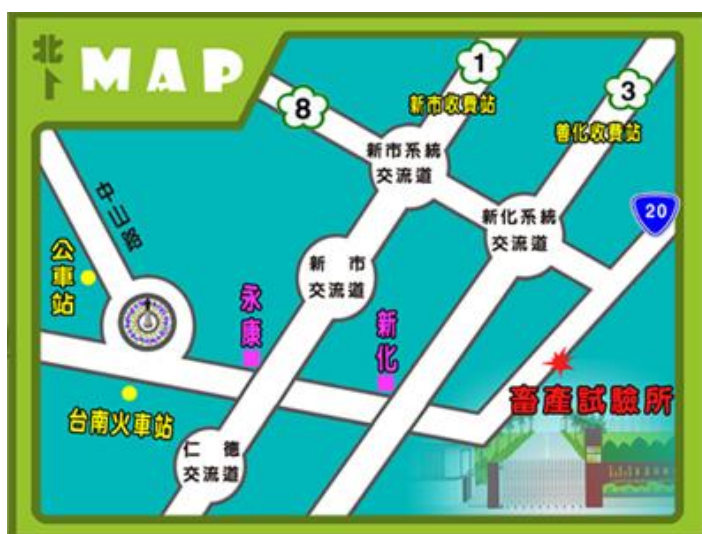 北
MAP
1
新市收費站
8
3
善化收費站
新市系統
交流道
20
新化系統
交流道
中山路
公車站
新市
交流道
永康
新化
畜產試驗所
台南火車站
仁德
交流道